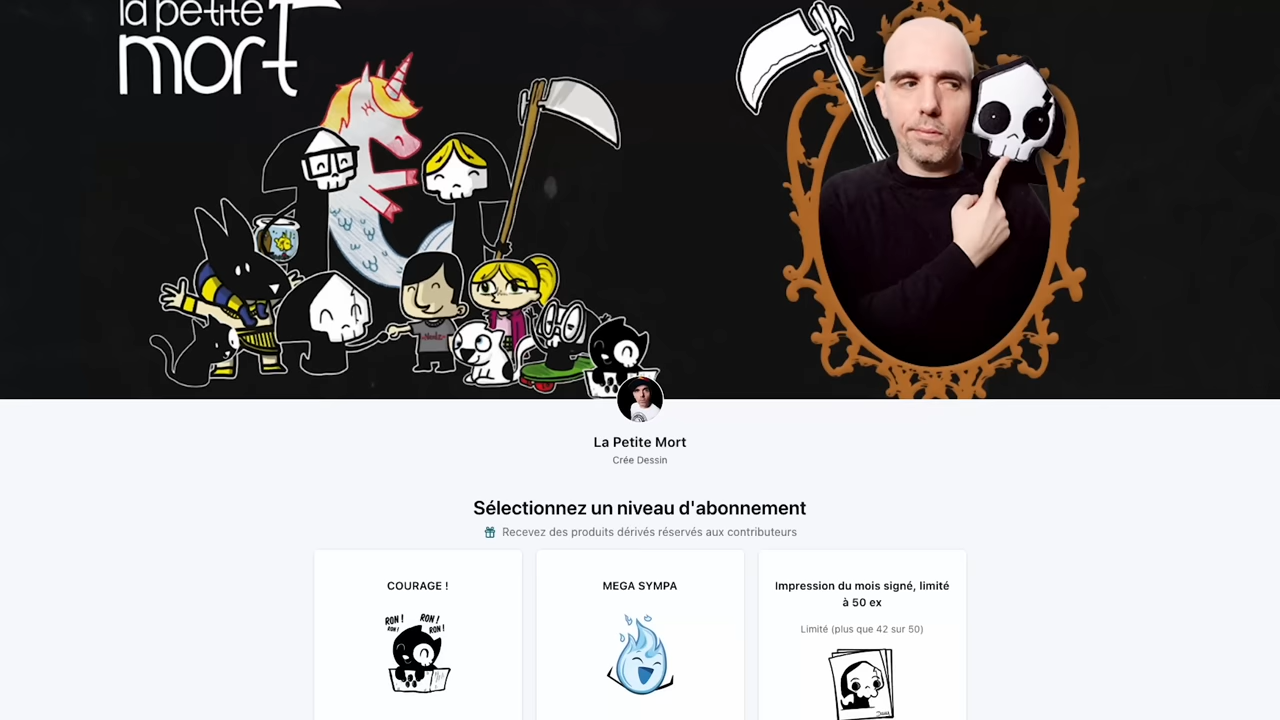 la petite
mort
La Petite Mort
Crée Dessin
Sélectionnez un niveau d'abonnement
Recevez des produits dérivés réservés aux contributeurs
COURAGE !
RON !
RON !
RON !
RON !
MEGA SYMPA
Impression du mois signé, limité
à 50 ex
Limité (plus que 42 sur 50)